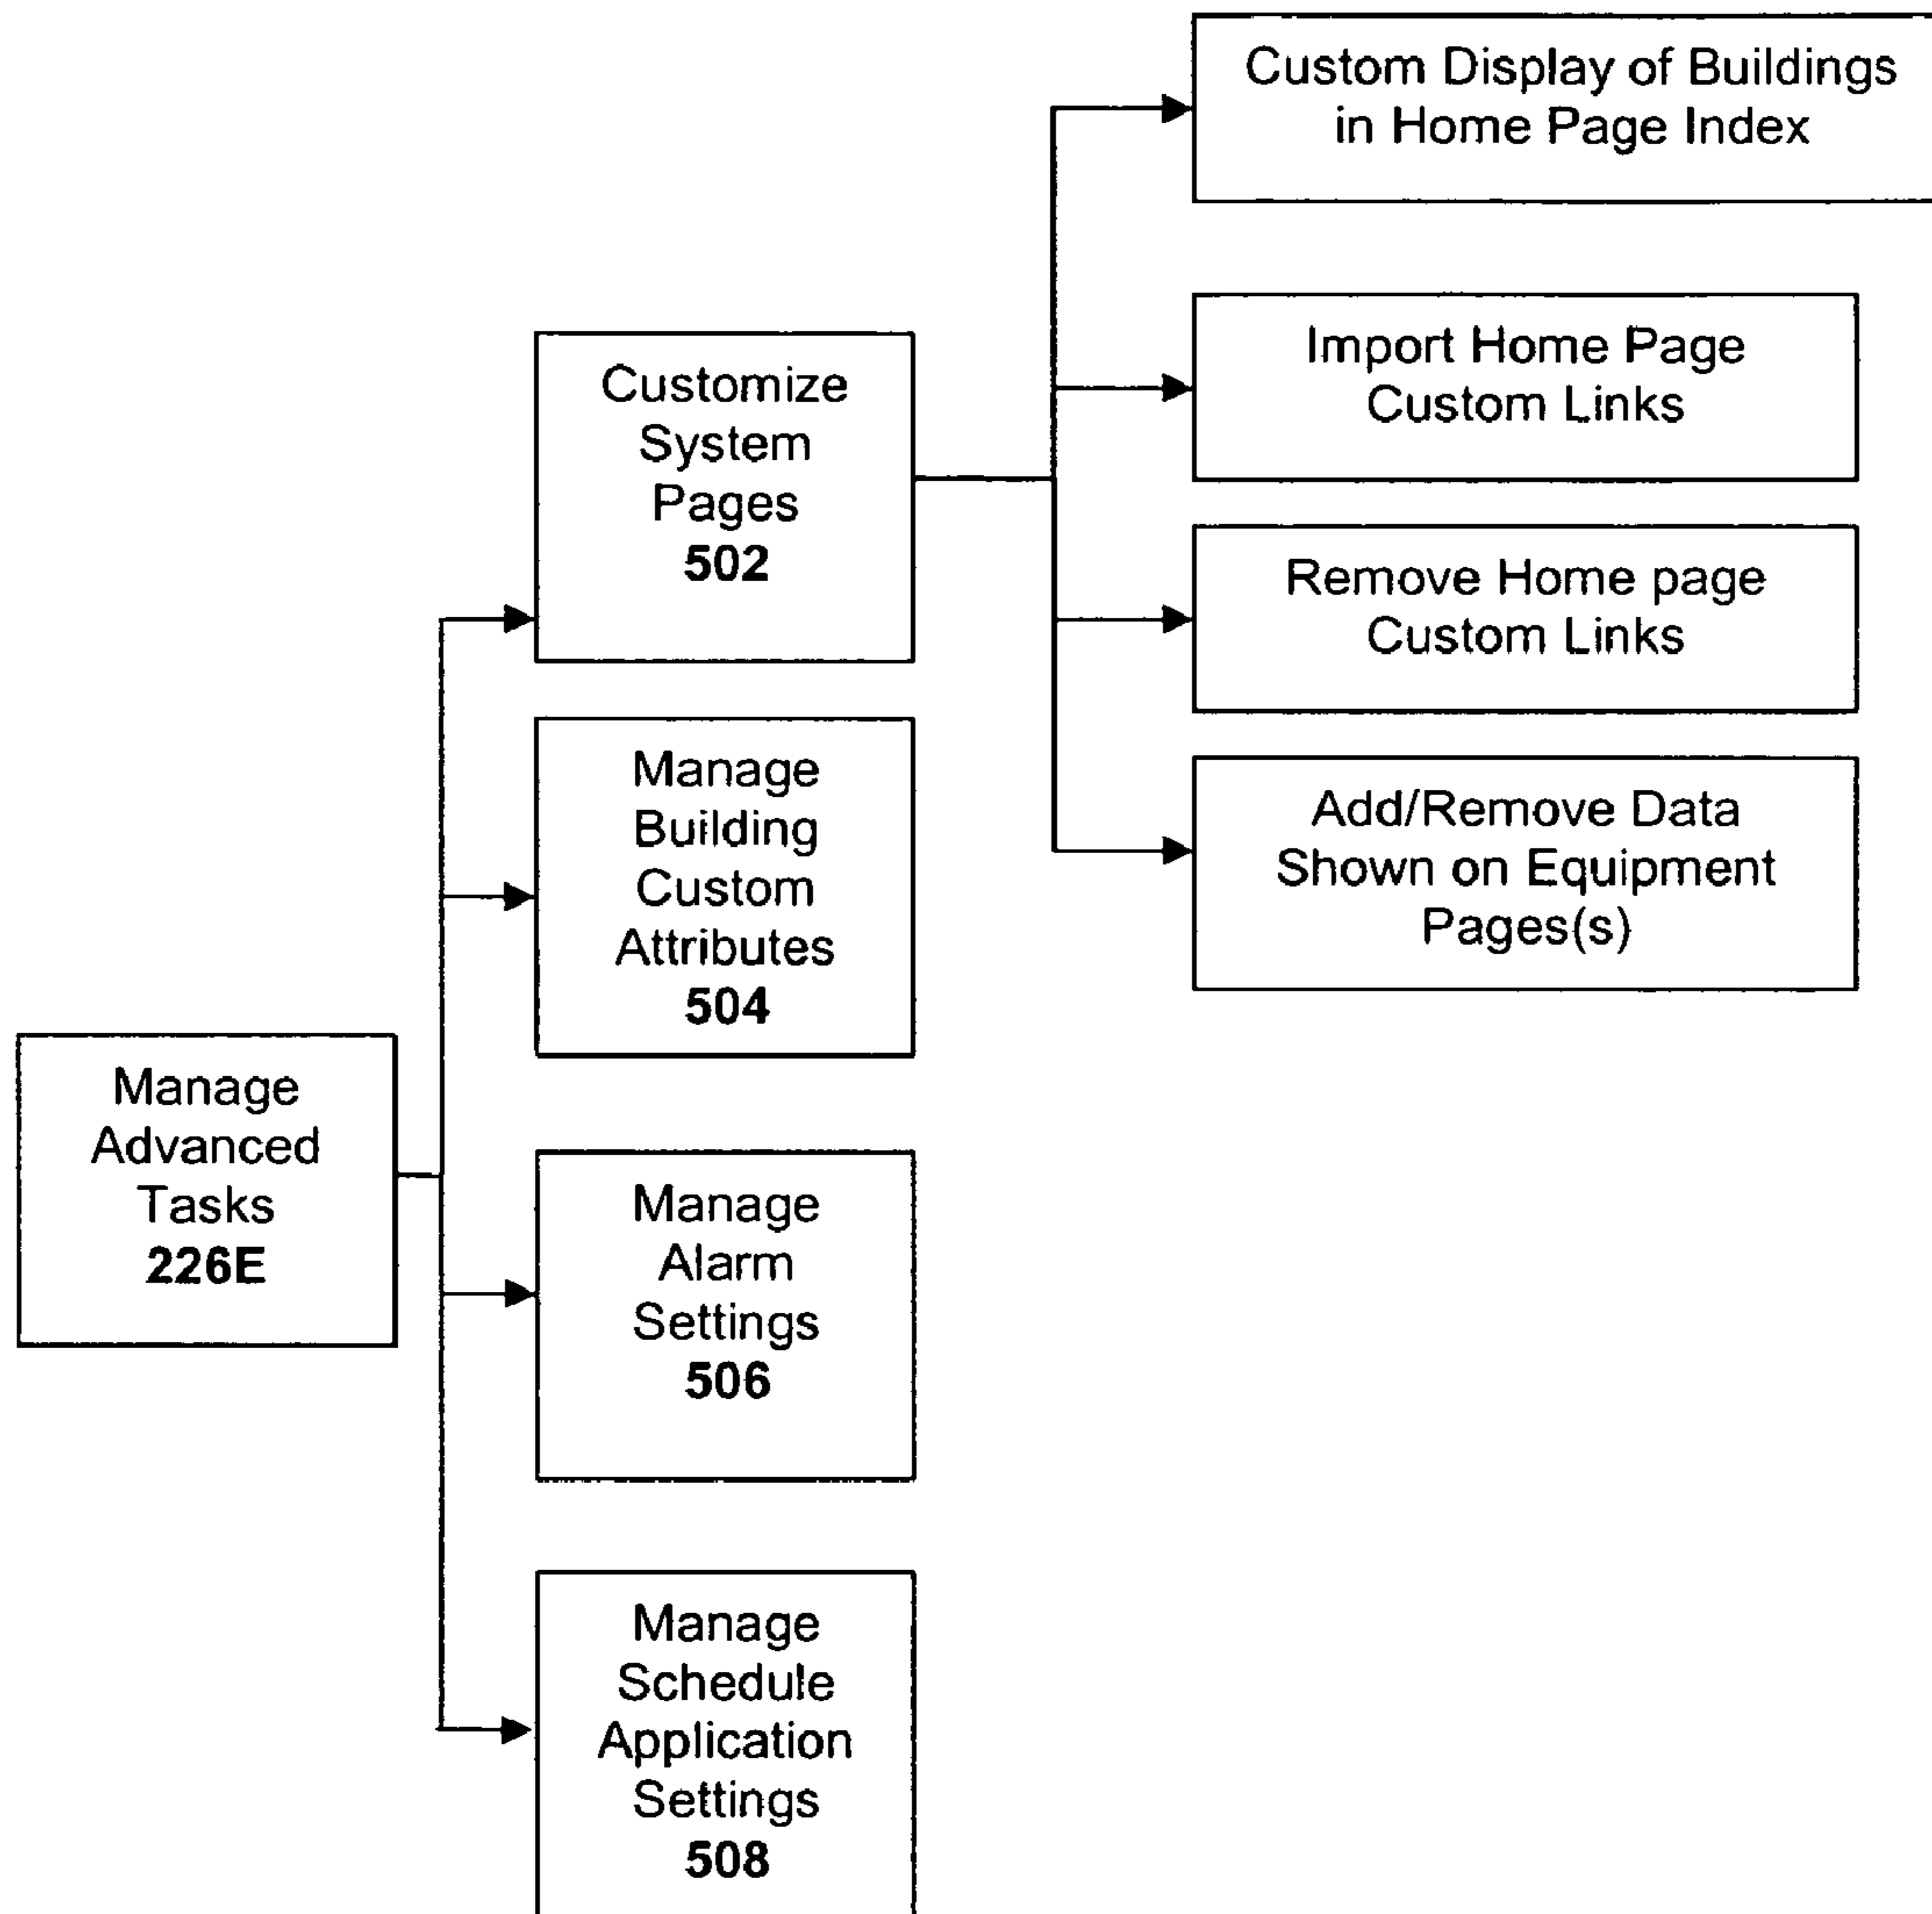 Custom Display of Buildings
in Home Page Index
Import Home Page
Custom Links
Customize
System
Pages
502
Remove Home page
Custom Links
Manage
Building
Custom
Attributes
504
Add/Remove Data
Shown on Equipment
Pages(s)
Manage
Advanced
Tasks
226E
Manage
Alarm
Settings
506
Manage
Schedule
Application
Settings
508